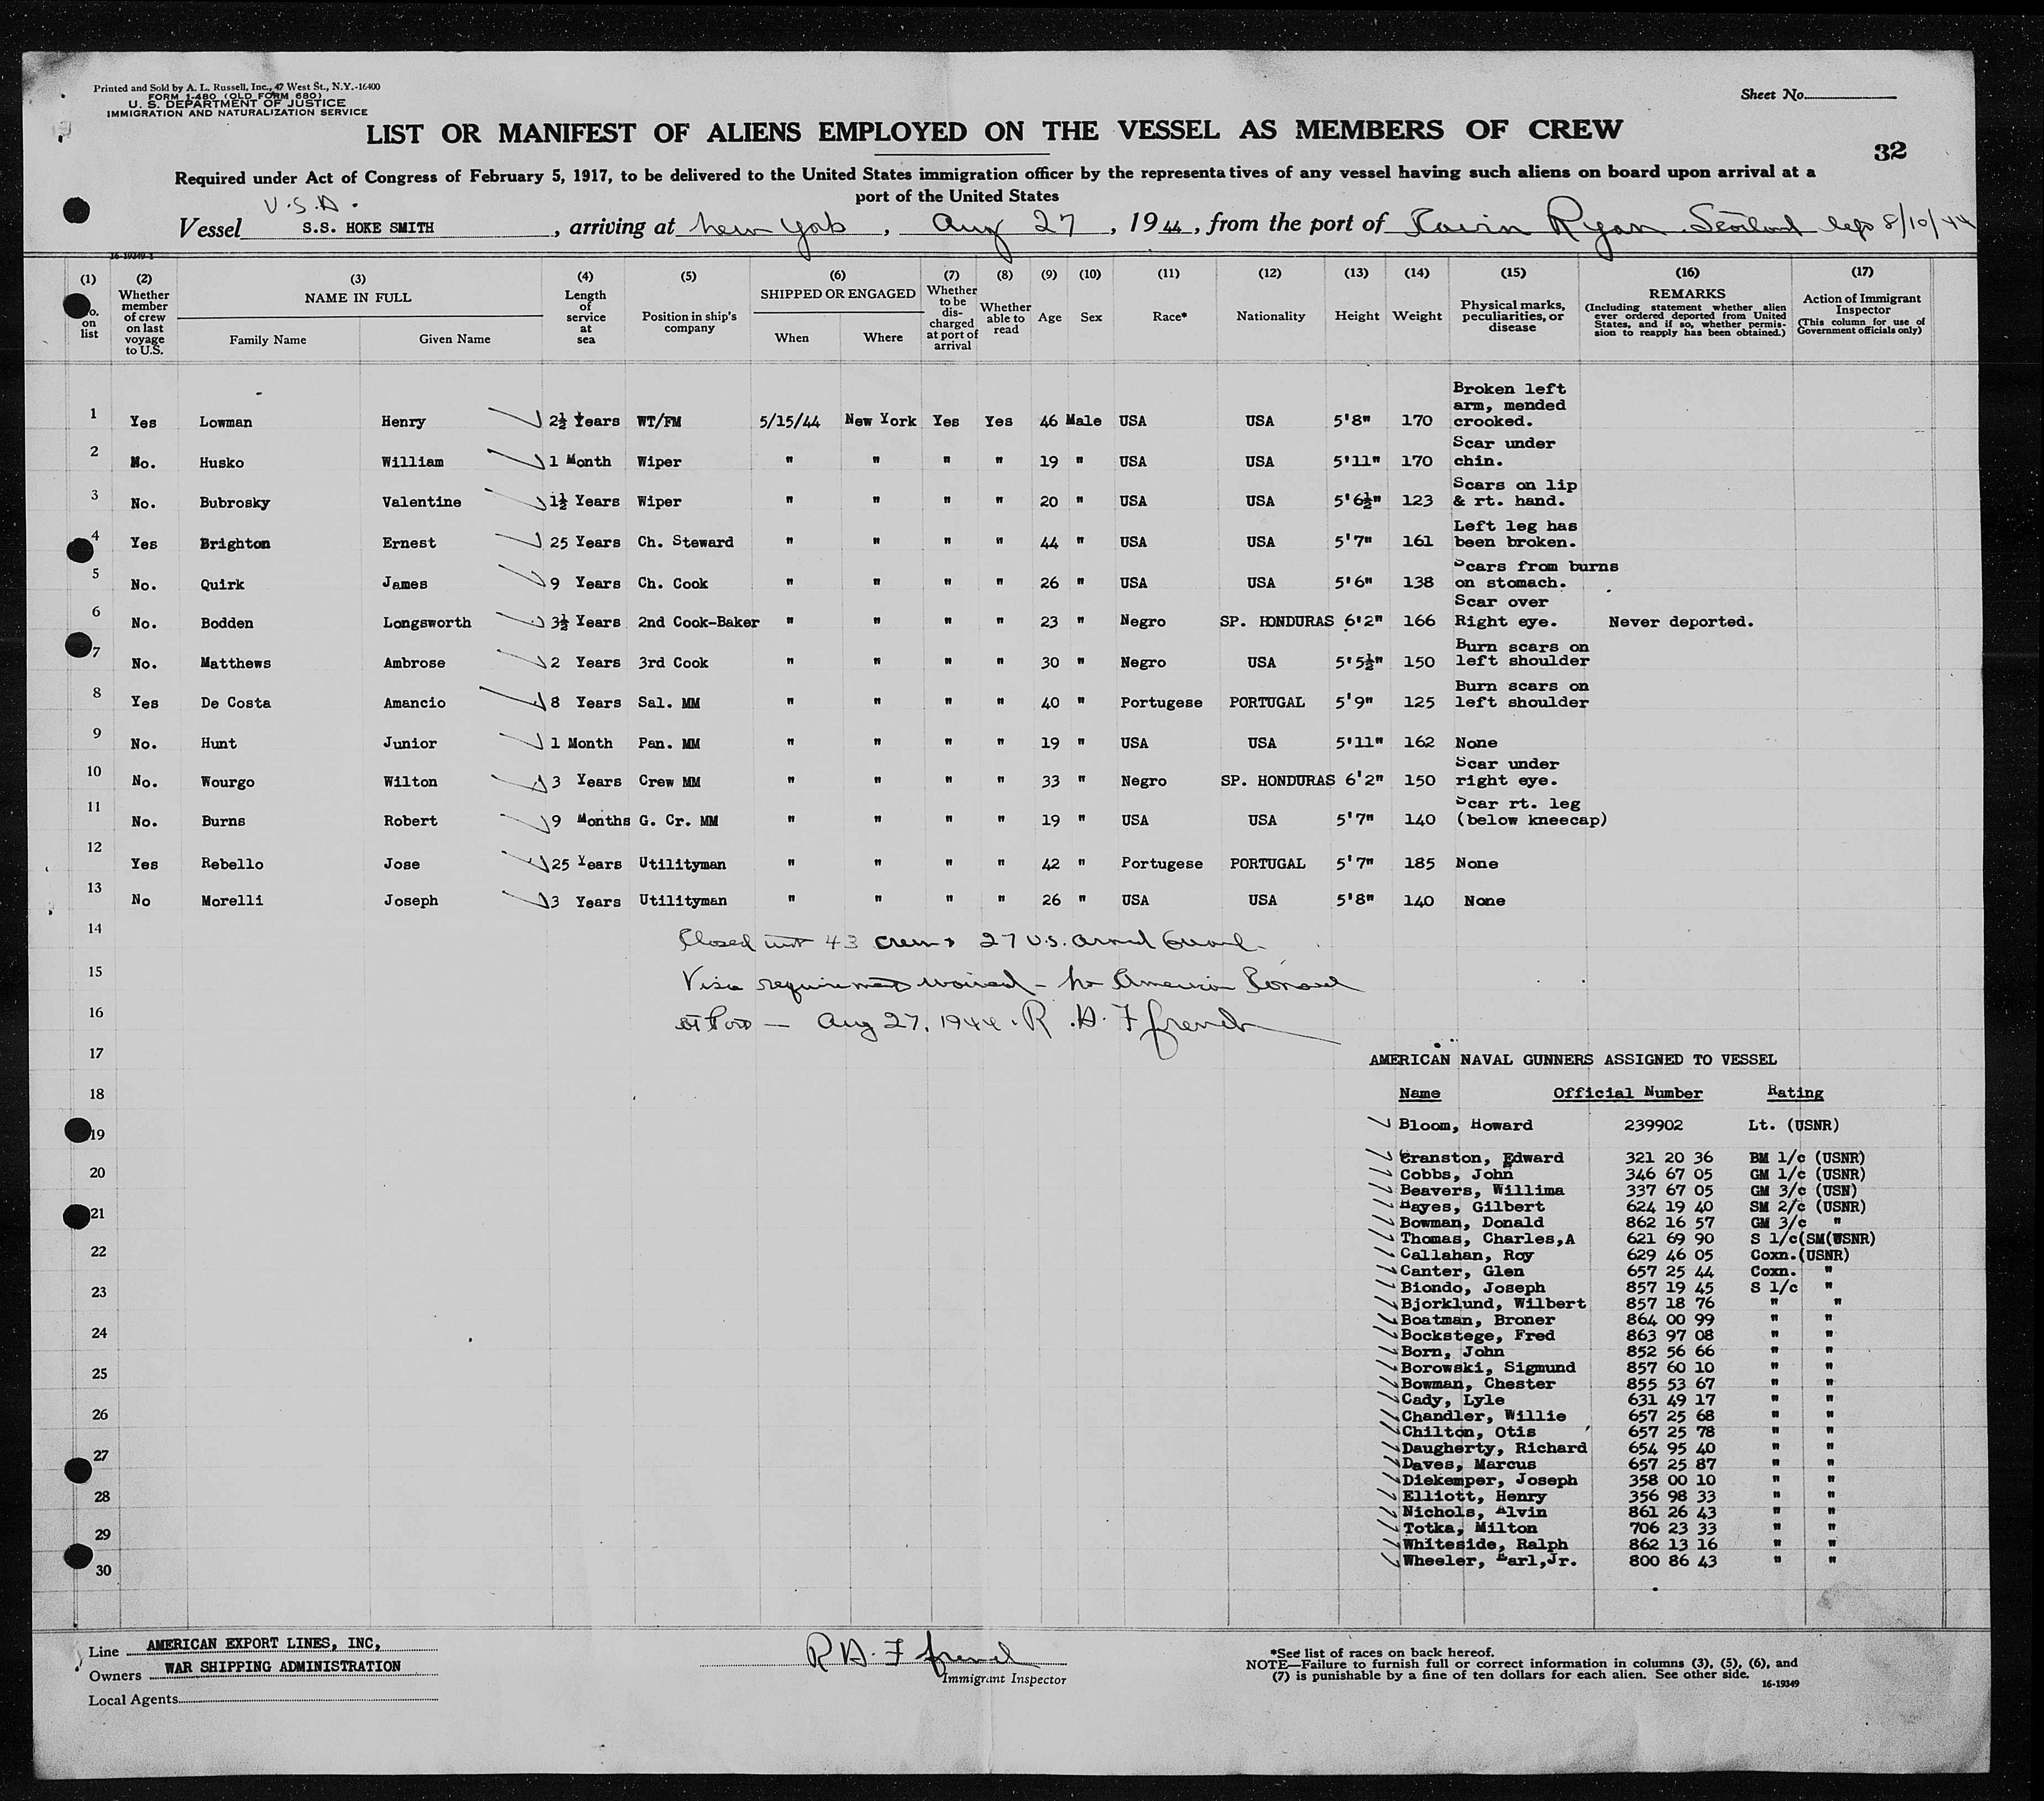 Printed and Sold by A. L. Russell, Inc., 47 West St., N.Y.-16400
FORM I-480 (OLD FORM 680)
U. S. DEPARTMENT OF JUSTICE
IMMIGRATION AND NATURALIZATION SERVICE
Sheet No.
LIST OR MANIFEST OF ALIENS EMPLOYED ON THE VESSEL AS MEMBERS OF CREW
32
Required under Act of Congress of February 5, 1917, to be delivered to the United States immigration officer by the representatives of any vessel having such aliens on board upon arrival at a
port of the United States
U.S.A.
Vessel S.S. HOKE SMITH, arriving at New York, Aug 27, 1944, from the port of Ryan Scotland 8/10/44
16-19349-1
(1) (2) (3) (4) (5) (6) (7) (8) (9) (10) (11) (12) (13) (14) (15) (16) (17)
No. on list
Whether member of crew on last voyage to U.S.
NAME IN FULL
Family Name Given Name
Length of service at sea
Position in ship's company
SHIPPED OR ENGAGED
When Where
Whether to be discharged at port of arrival
Whether able to read
Age
Sex
Race*
Nationality
Height
Weight
Physical marks, peculiarities, or disease
REMARKS
(Including statement whether alien ever ordered deported from United States, and if so, whether permission to reapply has been obtained.)
Action of Immigrant Inspector
(This column for use of Government officials only)
1 Yes Lowman Henry 2½ Years WT/FM 5/15/44 New York Yes Yes 46 Male USA USA 5'8" 170 Broken left arm, mended crooked.
2 No. Husko William 1 Month Wiper " " " " 19 " USA USA 5'11" 170 Scar under chin.
3 No. Bubrosky Valentine 1½ Years Wiper " " " " 20 " USA USA 5'6½" 123 Scars on lip & rt. hand.
4 Yes Brighton Ernest 25 Years Ch. Steward " " " " 44 " USA USA 5'7" 161 Left leg has been broken.
5 No. Quirk James 9 Years Ch. Cook " " " " 26 " USA USA 5'6" 138 Scars from burns on stomach.
6 No. Bodden Longsworth 3½ Years 2nd Cook-Baker " " " " 23 " Negro SP. HONDURAS 6'2" 166 Scar over Right eye. Never deported.
7 No. Matthews Ambrose 2 Years 3rd Cook " " " " 30 " Negro USA 5'5½" 150 Burn scars on left shoulder
8 Yes De Costa Amancio 8 Years Sal. MM " " " " 40 " Portugese PORTUGAL 5'9" 125 Burn scars on left shoulder
9 No. Hunt Junior 1 Month Pan. MM " " " " 19 " USA USA 5'11" 162 None
10 No. Wourgo Wilton 3 Years Crew MM " " " " 33 " Negro SP. HONDURAS 6'2" 150 Scar under right eye.
11 No. Burns Robert 9 Months G. Cr. MM " " " " 19 " USA USA 5'7" 140 Scar rt. leg (below kneecap)
12 Yes Rebello Jose 25 Years Utilityman " " " " 42 " Portugese PORTUGAL 5'7" 185 None
13 No Morelli Joseph 3 Years Utilityman " " " " 26 " USA USA 5'8" 140 None
14
Closed with 43 crew & 27 U.S. Armed Guard
15
Visa requirement waived - no American Consul
16
at Port - Aug 27, 1944. R.A. Ffrench
17
AMERICAN NAVAL GUNNERS ASSIGNED TO VESSEL
18
Name Official Number Rating
19
Bloom, Howard 239902 Lt. (USNR)
Cranston, Edward 321 20 36 BM 1/c (USNR)
20
Cobbs, John 346 67 05 GM 1/c (USNR)
Beavers, Willima 337 67 05 GM 3/c (USN)
Hayes, Gilbert 624 19 40 SM 2/c (USNR)
21
Bowman, Donald 862 16 57 GM 3/c "
Thomas, Charles,A 621 69 90 S 1/c(SM(USNR)
22
Callahan, Roy 629 46 05 Coxn.(USNR)
Canter, Glen 657 25 44 Coxn. "
23
Biondo, Joseph 857 19 45 S 1/c "
Bjorklund, Wilbert 857 18 76 " "
Boatman, Broner 864 00 99 " "
24
Bockstege, Fred 863 97 08 " "
Born, John 852 56 66 " "
25
Borowski, Sigmund 857 60 10 " "
Bowman, Chester 855 53 67 " "
Cady, Lyle 631 49 17 " "
26
Chandler, Willie 657 25 68 " "
Chilton, Otis 657 25 78 " "
27
Daugherty, Richard 654 95 40 " "
Daves, Marcus 657 25 87 " "
Diekemper, Joseph 358 00 10 " "
28
Elliott, Henry 356 98 33 " "
Nichols, Alvin 861 26 43 " "
29
Totka, Milton 706 23 33 " "
Whiteside, Ralph 862 13 16 " "
30
Wheeler, Earl,Jr. 800 86 43 " "
Line AMERICAN EXPORT LINES, INC,
Owners WAR SHIPPING ADMINISTRATION
Local Agents
R A. Ffrench
Immigrant Inspector
*See list of races on back hereof.
NOTE—Failure to furnish full or correct information in columns (3), (5), (6), and
(7) is punishable by a fine of ten dollars for each alien. See other side.
16-19349